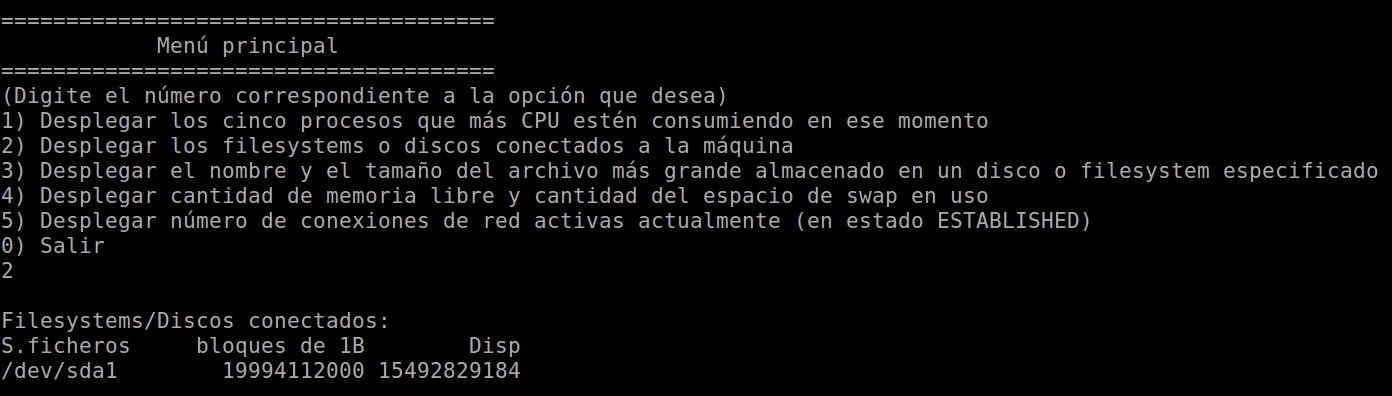 ======================================
Menú principal
======================================
(Digite el número correspondiente a la opción que desea)
1) Desplegar los cinco procesos que más CPU estén consumiendo en ese momento
2) Desplegar los filesystems o discos conectados a la máquina
3) Desplegar el nombre y el tamaño del archivo más grande almacenado en un disco o filesystem especificado
4) Desplegar cantidad de memoria libre y cantidad del espacio de swap en uso
5) Desplegar número de conexiones de red activas actualmente (en estado ESTABLISHED)
0) Salir
2
Filesystems/Discos conectados:
S.ficheros     bloques de 1B        Disp
/dev/sda1        19994112000 15492829184